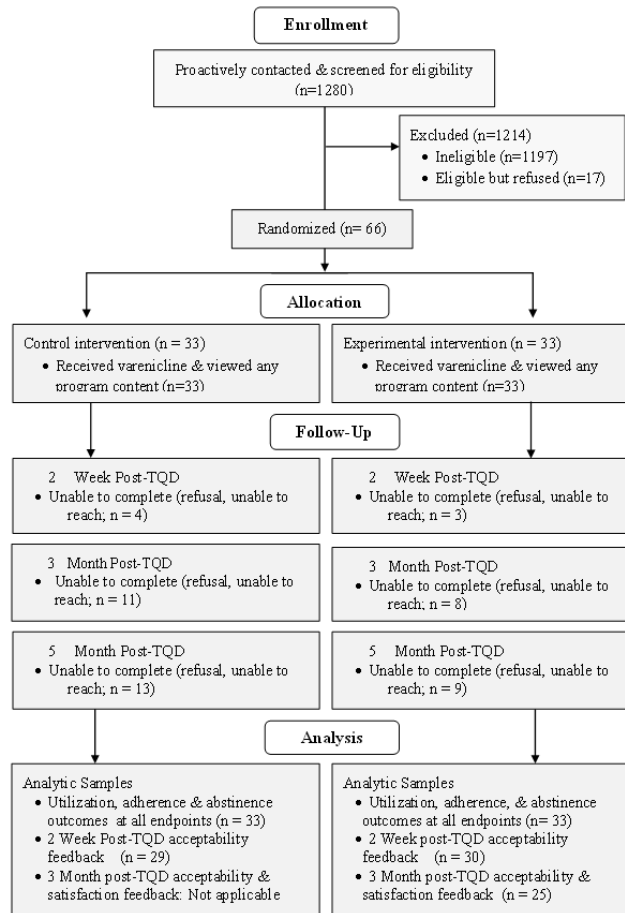 Enrollment
Proactively contacted & screened for eligibility
(n=1280)
Excluded (n=1214)
• Ineligible (n=1197)
• Eligible but refused (n=17)
Randomized (n= 66)
Allocation
Control intervention (n = 33)
• Received varenicline & viewed any
program content (n=33)
Experimental intervention (n = 33)
• Received varenicline & viewed any
program content (n=33)
Follow-Up
2 Week Post-TQD
• Unable to complete (refusal, unable to
reach; n = 4)
2 Week Post-TQD
• Unable to complete (refusal, unable to
reach; n = 3)
3 Month Post-TQD
• Unable to complete (refusal, unable to
reach; n = 11)
3 Month Post-TQD
• Unable to complete (refusal, unable to
reach; n = 8)
5 Month Post-TQD
• Unable to complete (refusal, unable to
reach; n = 13)
5 Month Post-TQD
• Unable to complete (refusal, unable to
reach; n = 9)
Analysis
Analytic Samples
• Utilization, adherence & abstinence
outcomes at all endpoints (n = 33)
• 2 Week Post-TQD acceptability
feedback (n = 29)
• 3 Month post-TQD acceptability &
satisfaction feedback: Not applicable
Analytic Samples
• Utilization, adherence, & abstinence
outcomes at all endpoints (n = 33)
• 2 Week post-TQD acceptability
feedback (n = 30)
• 3 Month post-TQD acceptability &
satisfaction feedback (n = 25)